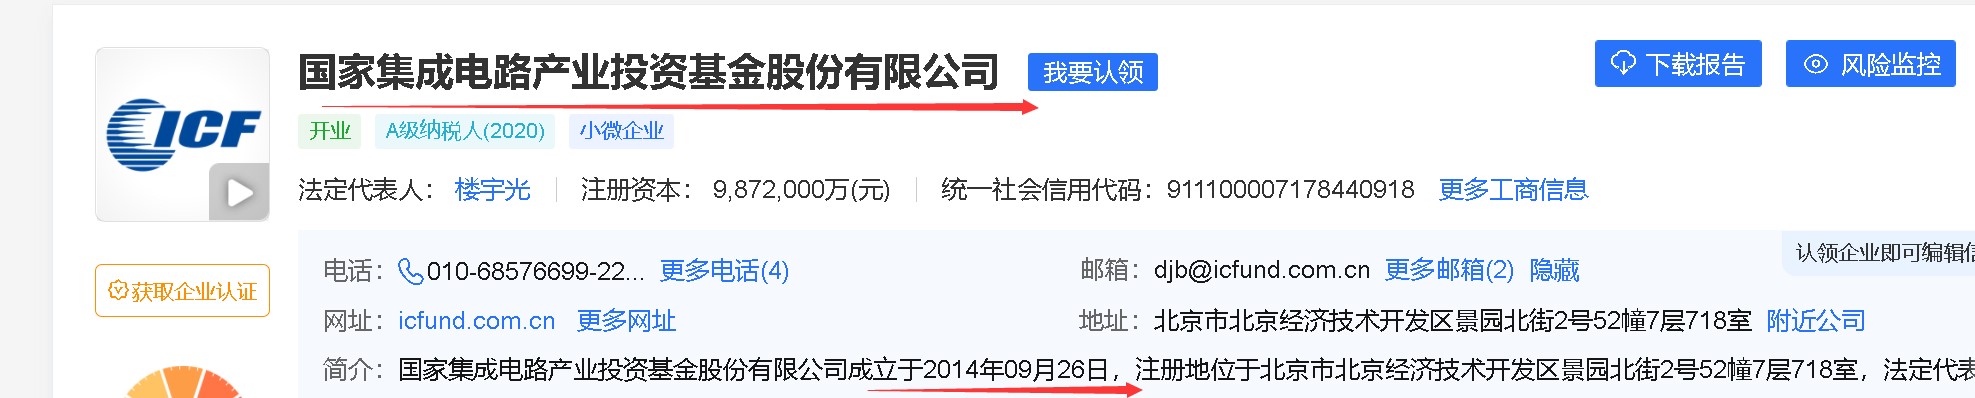 国家集成电路产业投资基金股份有限公司 我要认领 下载报告 风险监控
ICF
开业 A级纳税人(2020) 小微企业
法定代表人： 楼宇光 注册资本： 9,872,000万(元) 统一社会信用代码：911100007178440918 更多工商信息
认领企业即可编辑信
电话： 010-68576699-22... 更多电话(4) 邮箱： djb@icfund.com.cn 更多邮箱(2) 隐藏
获取企业认证
网址： icfund.com.cn 更多网址 地址： 北京市北京经济技术开发区景园北街2号52幢7层718室 附近公司
简介： 国家集成电路产业投资基金股份有限公司成立于2014年09月26日，注册地位于北京市北京经济技术开发区景园北街2号52幢7层718室，法定代表